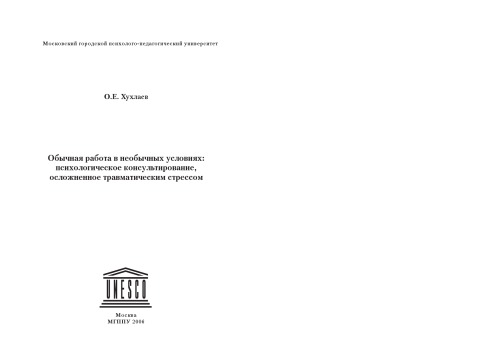 Московский городской психолого-педагогический университет
О.Е. Хухлаев
Обычная работа в необычных условиях:
психологическое консультирование,
осложненное травматическим стрессом
UNESCO
Москва
МГППУ 2006